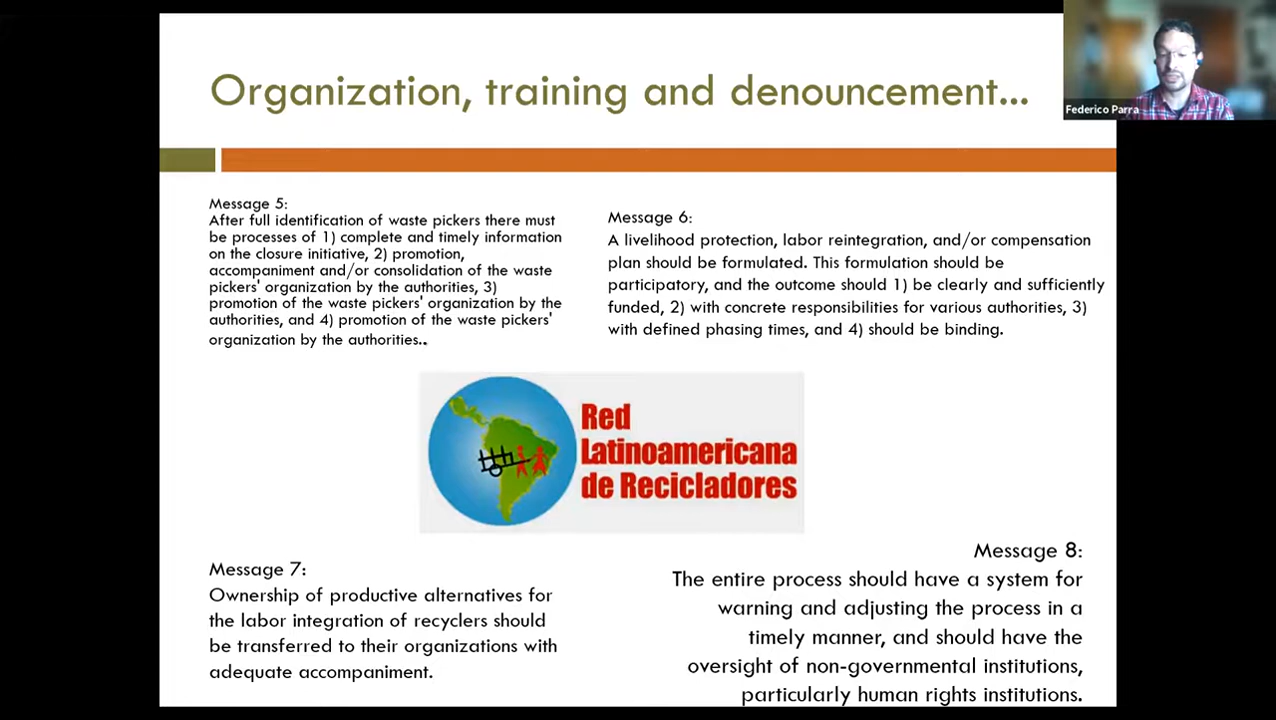 Organization, training and denouncement...
Federico Parra
Message 5:
After full identification of waste pickers there must
be processes of 1) complete and timely information
on the closure initiative, 2) promotion,
accompaniment and/or consolidation of the waste
pickers' organization by the authorities, 3)
promotion of the waste pickers' organization by the
authorities, and 4) promotion of the waste pickers'
organization by the authorities..
Message 6:
A livelihood protection, labor reintegration, and/or compensation
plan should be formulated. This formulation should be
participatory, and the outcome should 1) be clearly and sufficiently
funded, 2) with concrete responsibilities for various authorities, 3)
with defined phasing times, and 4) should be binding.
Red
Latinoamericana
de Recicladores
Message 7:
Ownership of productive alternatives for
the labor integration of recyclers should
be transferred to their organizations with
adequate accompaniment.
Message 8:
The entire process should have a system for
warning and adjusting the process in a
timely manner, and should have the
oversight of non-governmental institutions,
particularly human rights institutions.